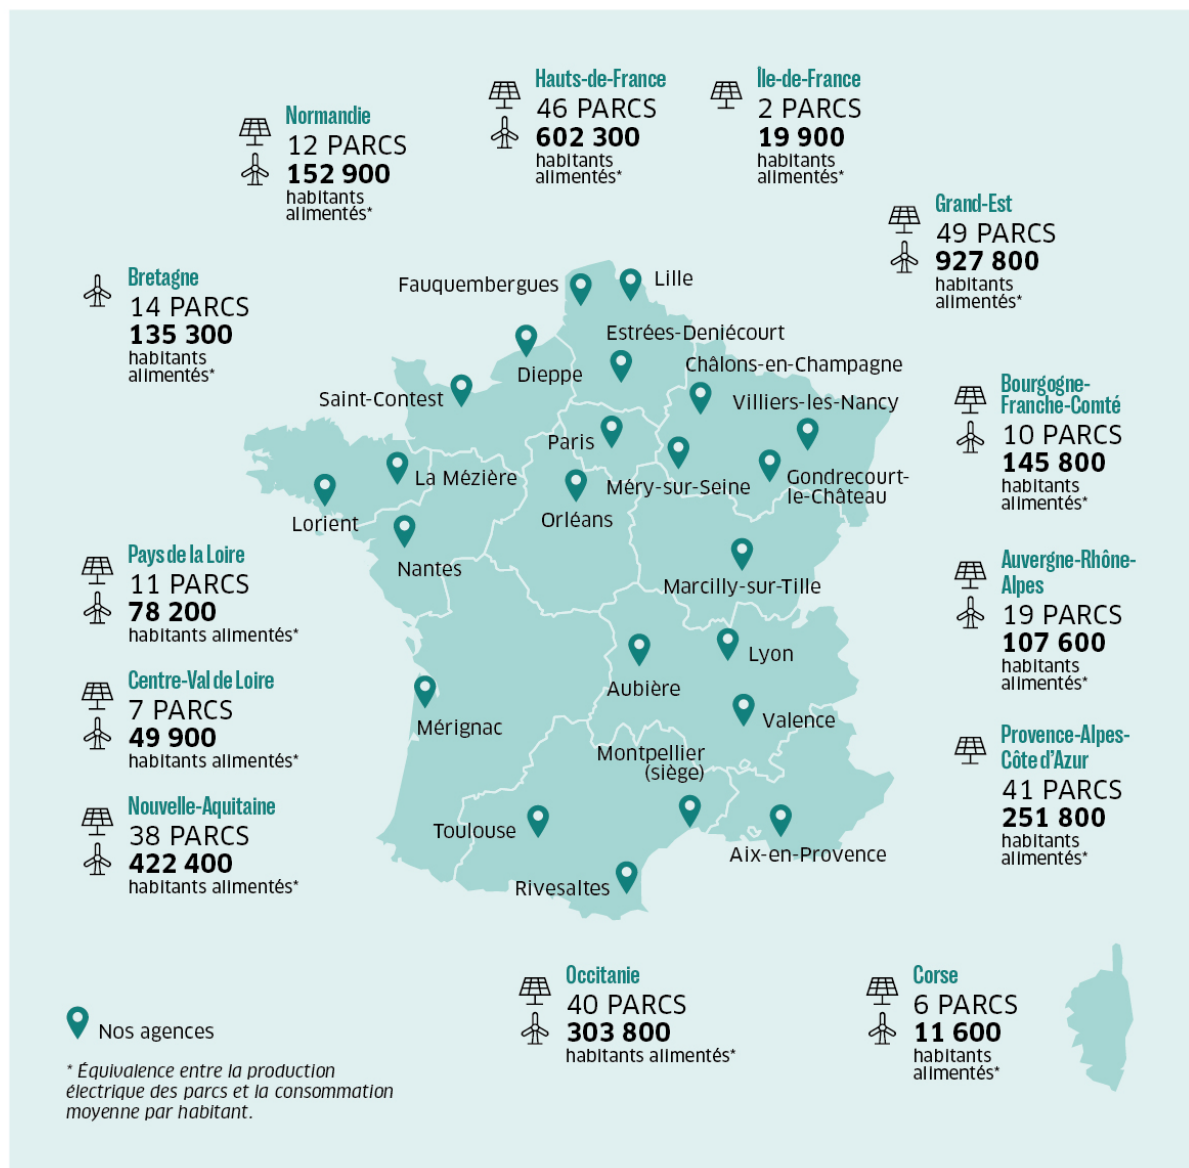 Hauts-de-France
46 PARCS
602 300
habitants
alimentés*
Île-de-France
2 PARCS
19 900
habitants
alimentés*
Normandie
12 PARCS
152 900
habitants
alimentés*
Grand-Est
49 PARCS
927 800
habitants
alimentés*
Bretagne
14 PARCS
135 300
habitants
alimentés*
Fauquembergues
Lille
Estrées-Deniécourt
Dieppe
Châlons-en-Champagne
Saint-Contest
Villiers-les-Nancy
Paris
La Mézière
Méry-sur-Seine
Gondrecourt-
le-Château
Lorient
Orléans
Nantes
Marcilly-sur-Tille
Lyon
Aubière
Valence
Mérignac
Montpellier
(siège)
Toulouse
Aix-en-Provence
Rivesaltes
Bourgogne-
Franche-Comté
10 PARCS
145 800
habitants
alimentés*
Pays de la Loire
11 PARCS
78 200
habitants alimentés*
Auvergne-Rhône-
Alpes
19 PARCS
107 600
habitants
alimentés*
Centre-Val de Loire
7 PARCS
49 900
habitants alimentés*
Provence-Alpes-
Côte d'Azur
41 PARCS
251 800
habitants
alimentés*
Nouvelle-Aquitaine
38 PARCS
422 400
habitants alimentés*
Occitanie
40 PARCS
303 800
habitants alimentés*
Corse
6 PARCS
11 600
habitants
alimentés*
Nos agences
* Équivalence entre la production
électrique des parcs et la consommation
moyenne par habitant.